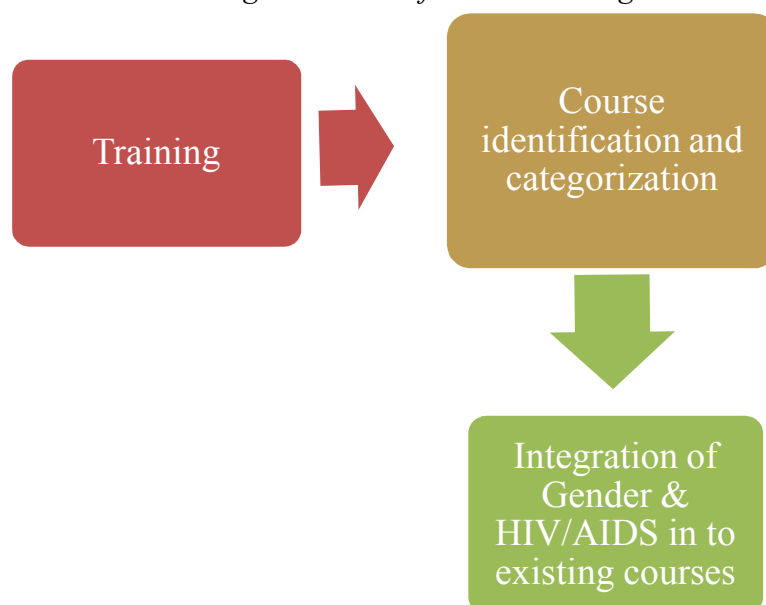 Training
Course
identification and
categorization
Integration of
Gender &
HIV/AIDS in to
existing courses